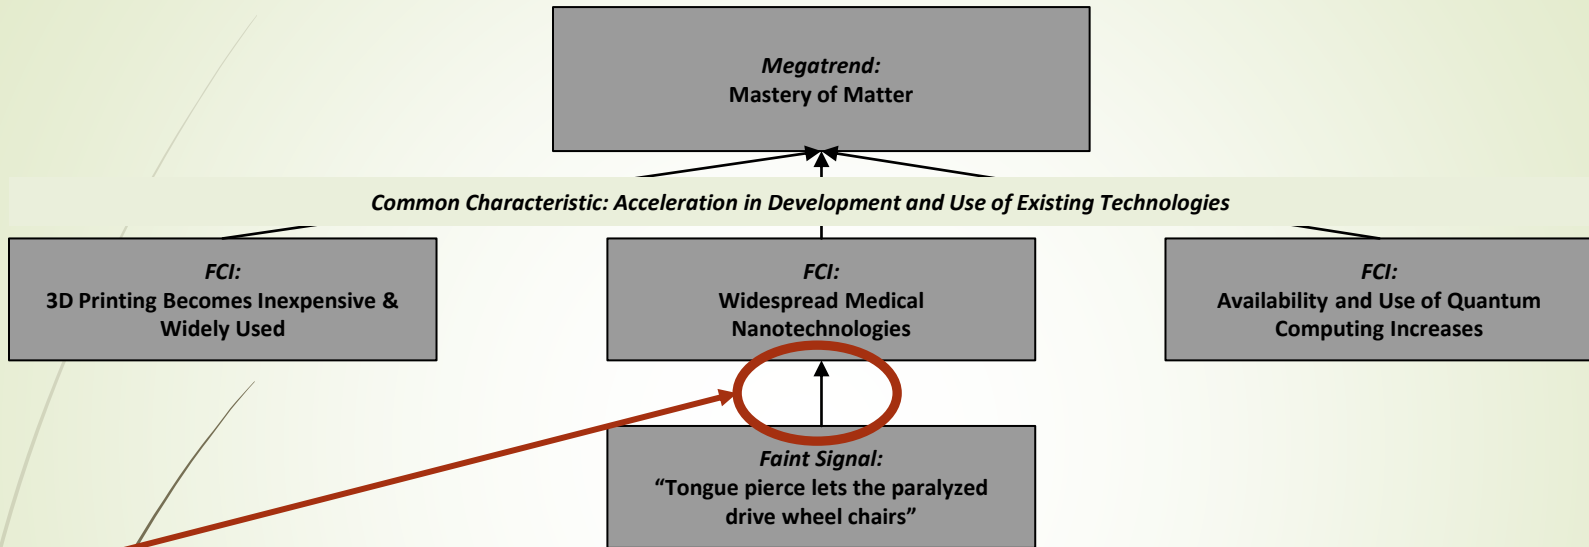 Megatrend:
Mastery of Matter
Common Characteristic: Acceleration in Development and Use of Existing Technologies
FCI:
3D Printing Becomes Inexpensive &
Widely Used
FCI:
Widespread Medical
Nanotechnologies
FCI:
Availability and Use of Quantum
Computing Increases
Faint Signal:
“Tongue pierce lets the paralyzed
drive wheel chairs”